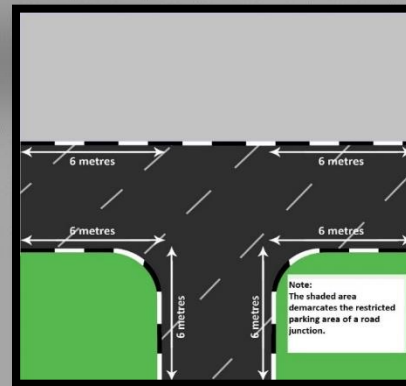 6 metres 6 metres
6 metres 6 metres
6 metres 6 metres
Note:
The shaded area
demarcates the restricted
parking area of a road
junction.